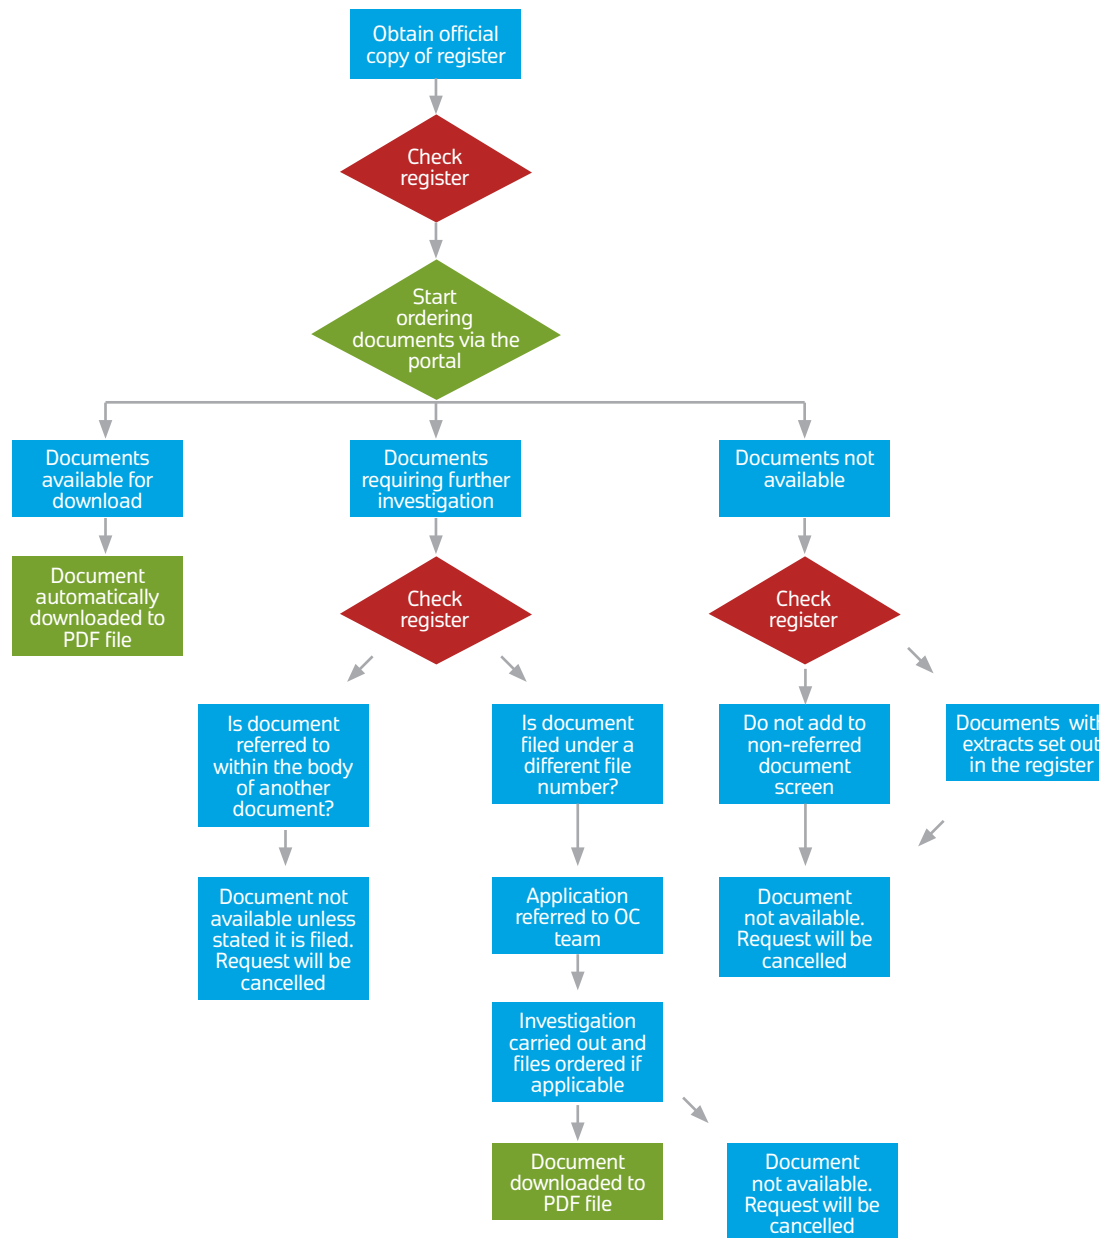 Obtain official
copy of register
Check
register
Start
ordering
documents via the
portal
Documents
available for
download
Documents
requiring further
investigation
Documents not
available
Document
automatically
downloaded to
PDF file
Check
register
Check
register
Is document
referred to
within the body
of another
document?
Is document
filed under a
different file
number?
Do not add to
non-referred
document
screen
Documents with
extracts set out
in the register
Document not
available unless
stated it is filed.
Request will be
cancelled
Application
referred to OC
team
Document
not available.
Request will be
cancelled
Investigation
carried out and
files ordered if
applicable
Document
downloaded to
PDF file
Document
not available.
Request will be
cancelled